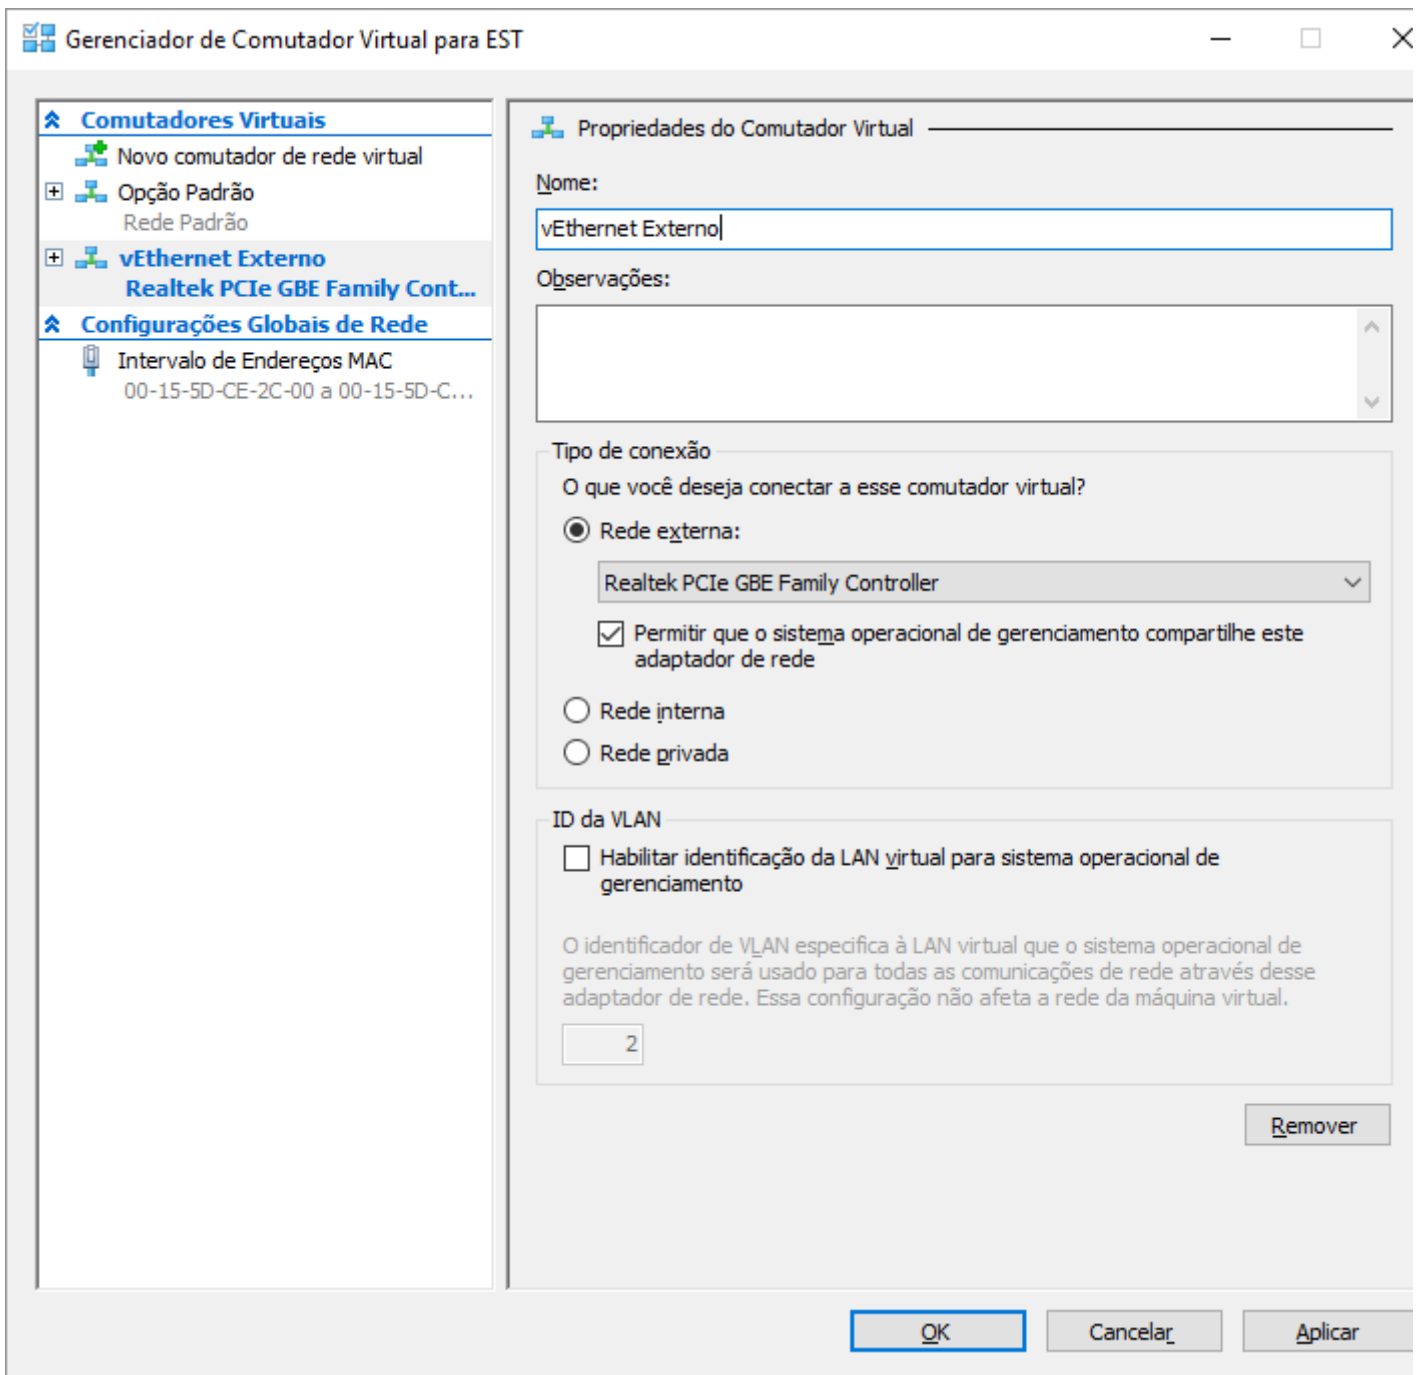 Gerenciador de Comutador Virtual para EST
Comutadores Virtuais
Novo comutador de rede virtual
Opção Padrão
Rede Padrão
vEthernet Externo
Realtek PCIe GBE Family Cont...
Configurações Globais de Rede
Intervalo de Endereços MAC
00-15-5D-CE-2C-00 a 00-15-5D-C...
Propriedades do Comutador Virtual
Nome:
vEthernet Externo
Observações:
Tipo de conexão
O que você deseja conectar a esse comutador virtual?
Rede externa:
Realtek PCIe GBE Family Controller
Permitir que o sistema operacional de gerenciamento compartilhe este
adaptador de rede
Rede interna
Rede privada
ID da VLAN
Habilitar identificação da LAN virtual para sistema operacional de
gerenciamento
O identificador de VLAN especifica à LAN virtual que o sistema operacional de
gerenciamento será usado para todas as comunicações de rede através desse
adaptador de rede. Essa configuração não afeta a rede da máquina virtual.
2
Remover
OK
Cancelar
Aplicar